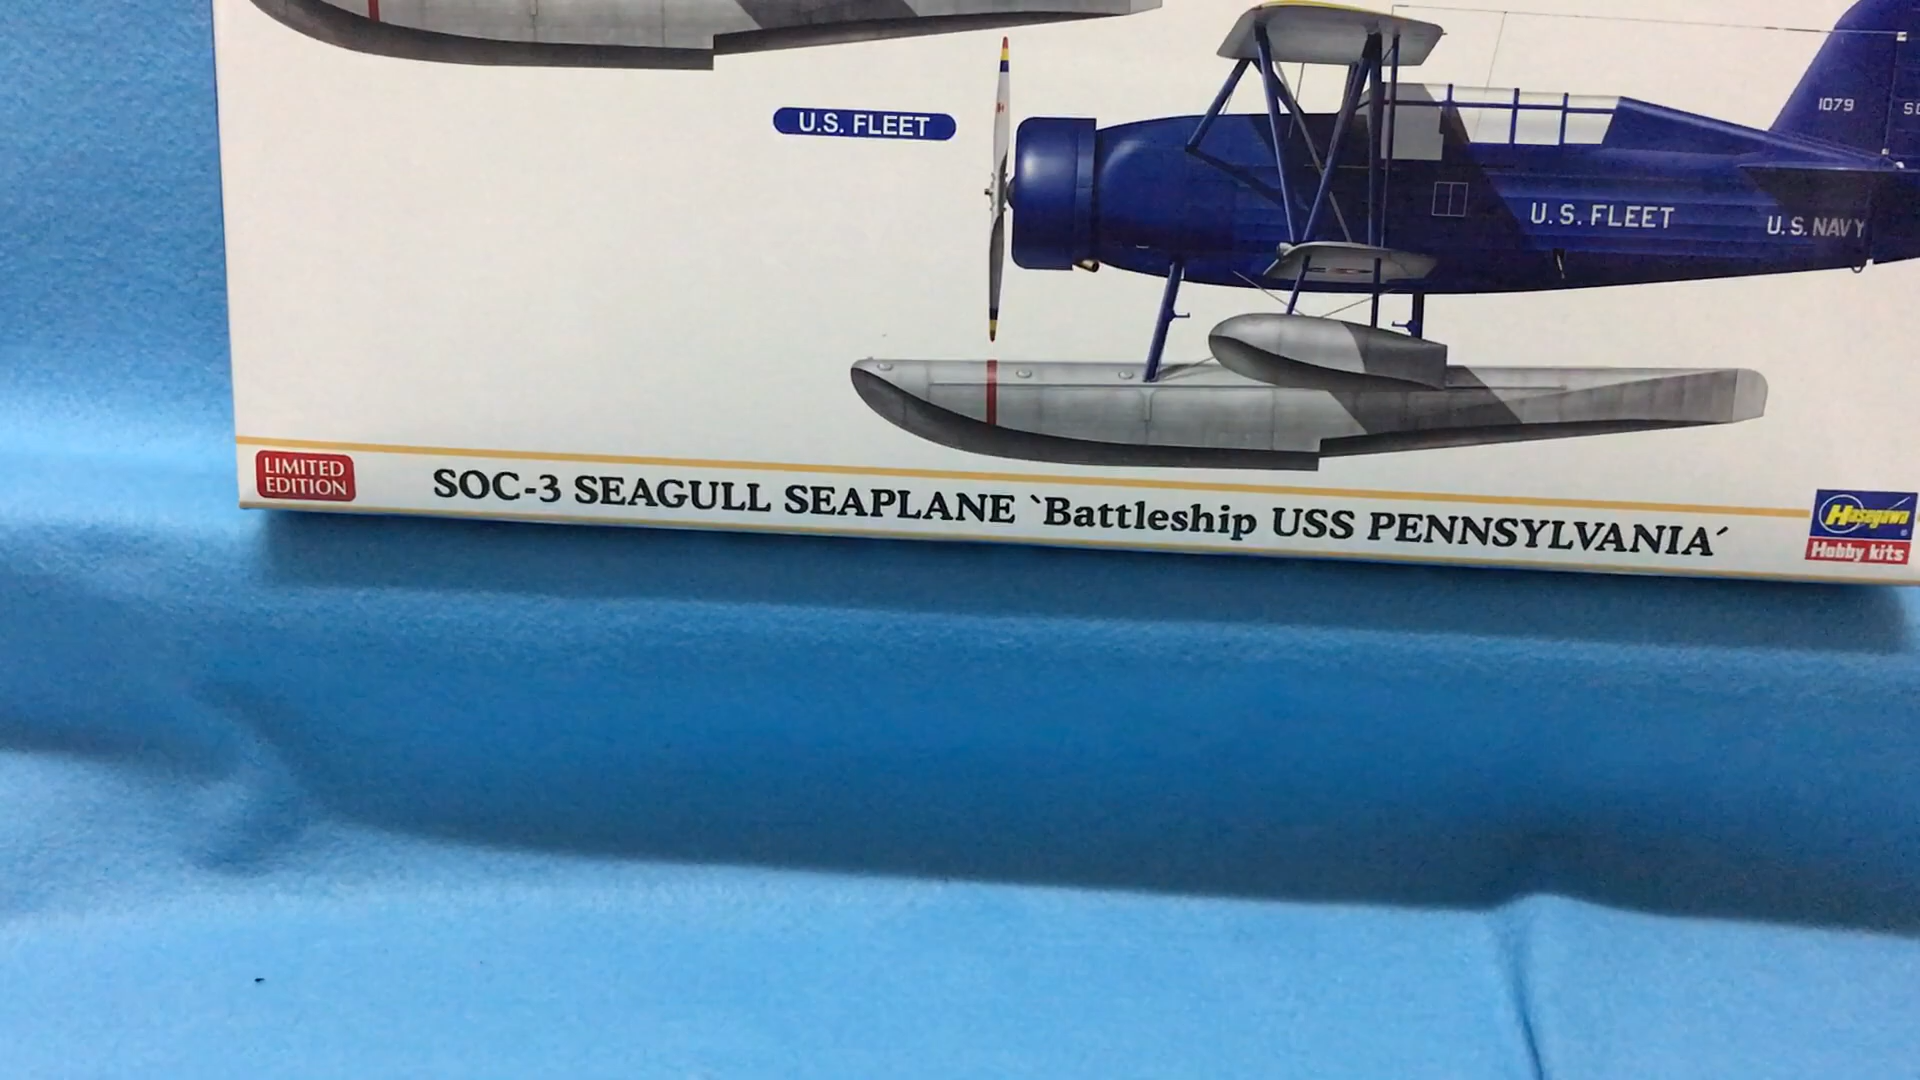 1079
U.S. FLEET
U.S. FLEET
U.S. NAVY
LIMITED
EDITION
SOC-3 SEAGULL SEAPLANE `Battleship USS PENNSYLVANIA´
Hasegawa
Hobby kits